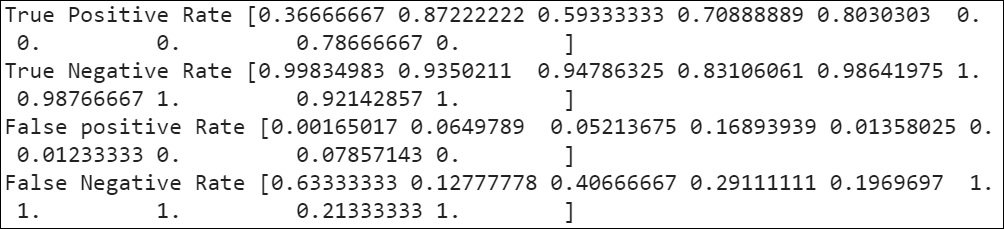 True Positive Rate [0.36666667 0.87222222 0.59333333 0.70888889 0.8030303  0.
 0.         0.         0.78666667 0.        ]
True Negative Rate [0.99834983 0.9350211  0.94786325 0.83106061 0.98641975 1.
 0.98766667 1.         0.92142857 1.        ]
False positive Rate [0.00165017 0.0649789  0.05213675 0.16893939 0.01358025 0.
 0.01233333 0.         0.07857143 0.        ]
False Negative Rate [0.63333333 0.12777778 0.40666667 0.29111111 0.1969697  1.
 1.         1.         0.21333333 1.        ]